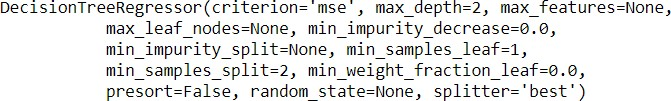 DecisionTreeRegressor(criterion='mse', max_depth=2, max_features=None,
max_leaf_nodes=None, min_impurity_decrease=0.0,
min_impurity_split=None, min_samples_leaf=1,
min_samples_split=2, min_weight_fraction_leaf=0.0,
presort=False, random_state=None, splitter='best')